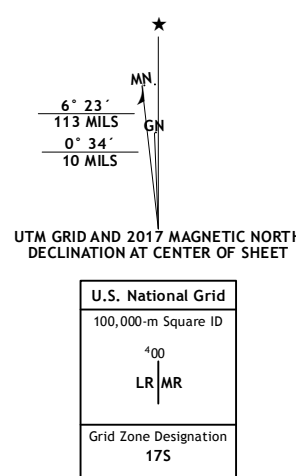 ★
MN.
6° 23´
113 MILS
GN
0° 34´
10 MILS
UTM GRID AND 2017 MAGNETIC NORTH
DECLINATION AT CENTER OF SHEET
U.S. National Grid
100,000-m Square ID
⁴00
LR MR
Grid Zone Designation
17S